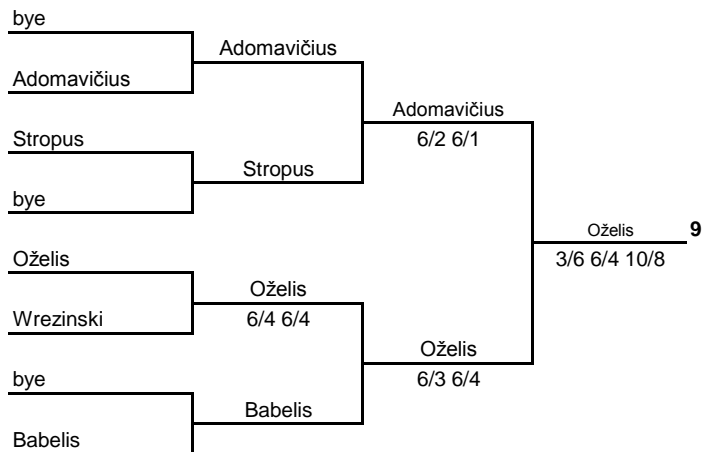 bye
Adomavičius
Adomavičius
Adomavičius
6/2 6/1
Stropus
Stropus
bye
Oželis 9
3/6 6/4 10/8
Oželis
Oželis
6/4 6/4
Wrezinski
Oželis
6/3 6/4
bye
Babelis
Babelis